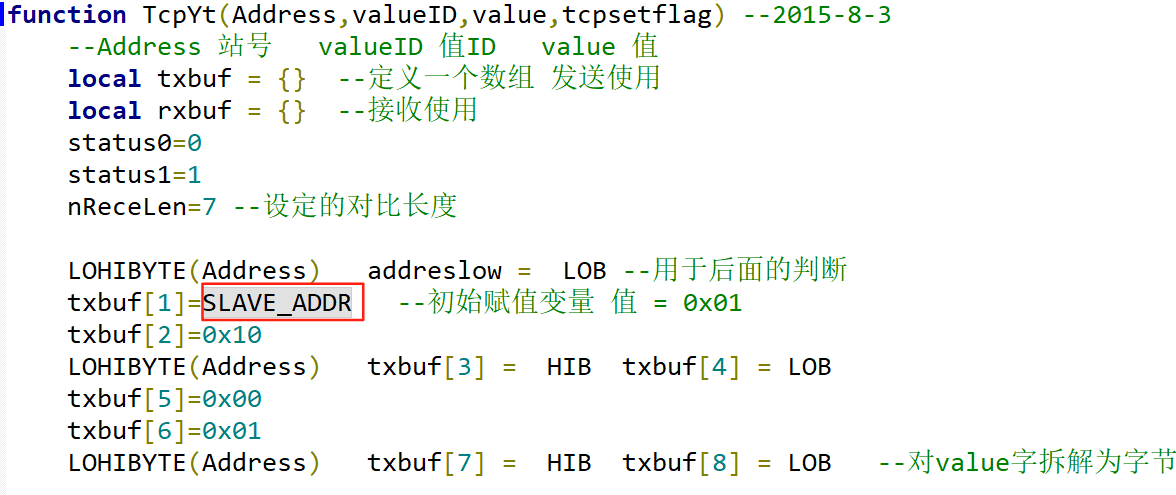 function TcpYt(Address,valueID,value,tcpsetflag) --2015-8-3
--Address 站号   valueID 值ID   value 值
local txbuf = {}  --定义一个数组 发送使用
local rxbuf = {}  --接收使用
status0=0
status1=1
nReceLen=7 --设定的对比长度
LOHIBYTE(Address)   addreslow =  LOB --用于后面的判断
txbuf[1]=SLAVE_ADDR   --初始赋值变量 值 = 0x01
txbuf[2]=0x10
LOHIBYTE(Address)   txbuf[3] =  HIB  txbuf[4] = LOB
txbuf[5]=0x00
txbuf[6]=0x01
LOHIBYTE(Address)   txbuf[7] =  HIB  txbuf[8] = LOB   --对value字拆解为字节